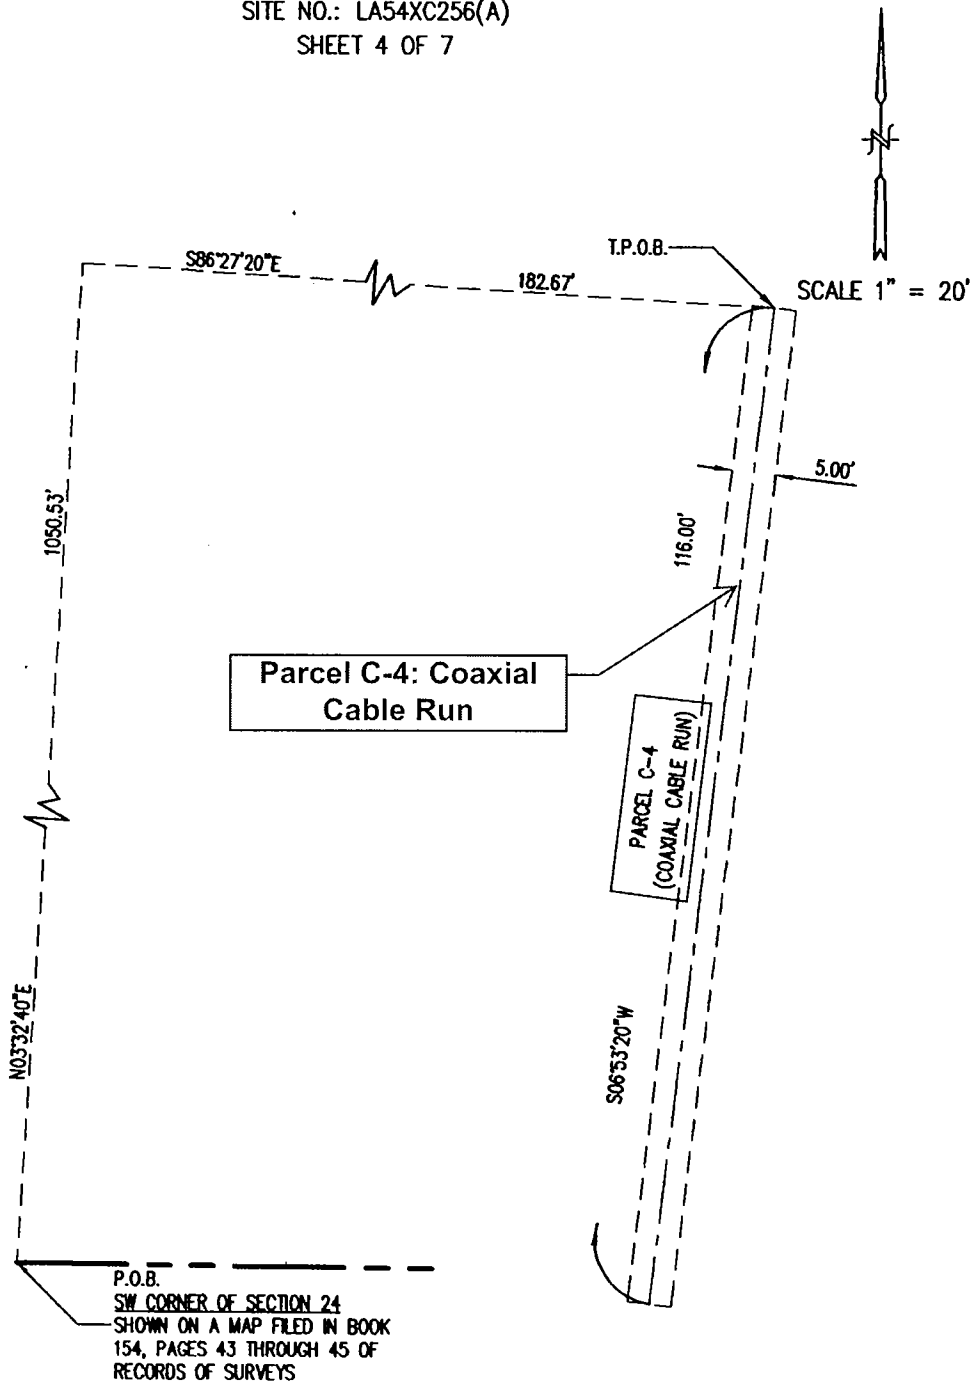 SITE NO.: LA54XC256(A)
SHEET 4 OF 7
T.P.O.B.
SCALE 1" = 20'
S86°27'20"E
182.67'
5.00'
1050.53'
116.00'
Parcel C-4: Coaxial
Cable Run
PARCEL C-4
(COAXIAL CABLE RUN)
N03°32'40"E
S06°53'20"W
P.O.B.
SW CORNER OF SECTION 24
SHOWN ON A MAP FILED IN BOOK
154, PAGES 43 THROUGH 45 OF
RECORDS OF SURVEYS